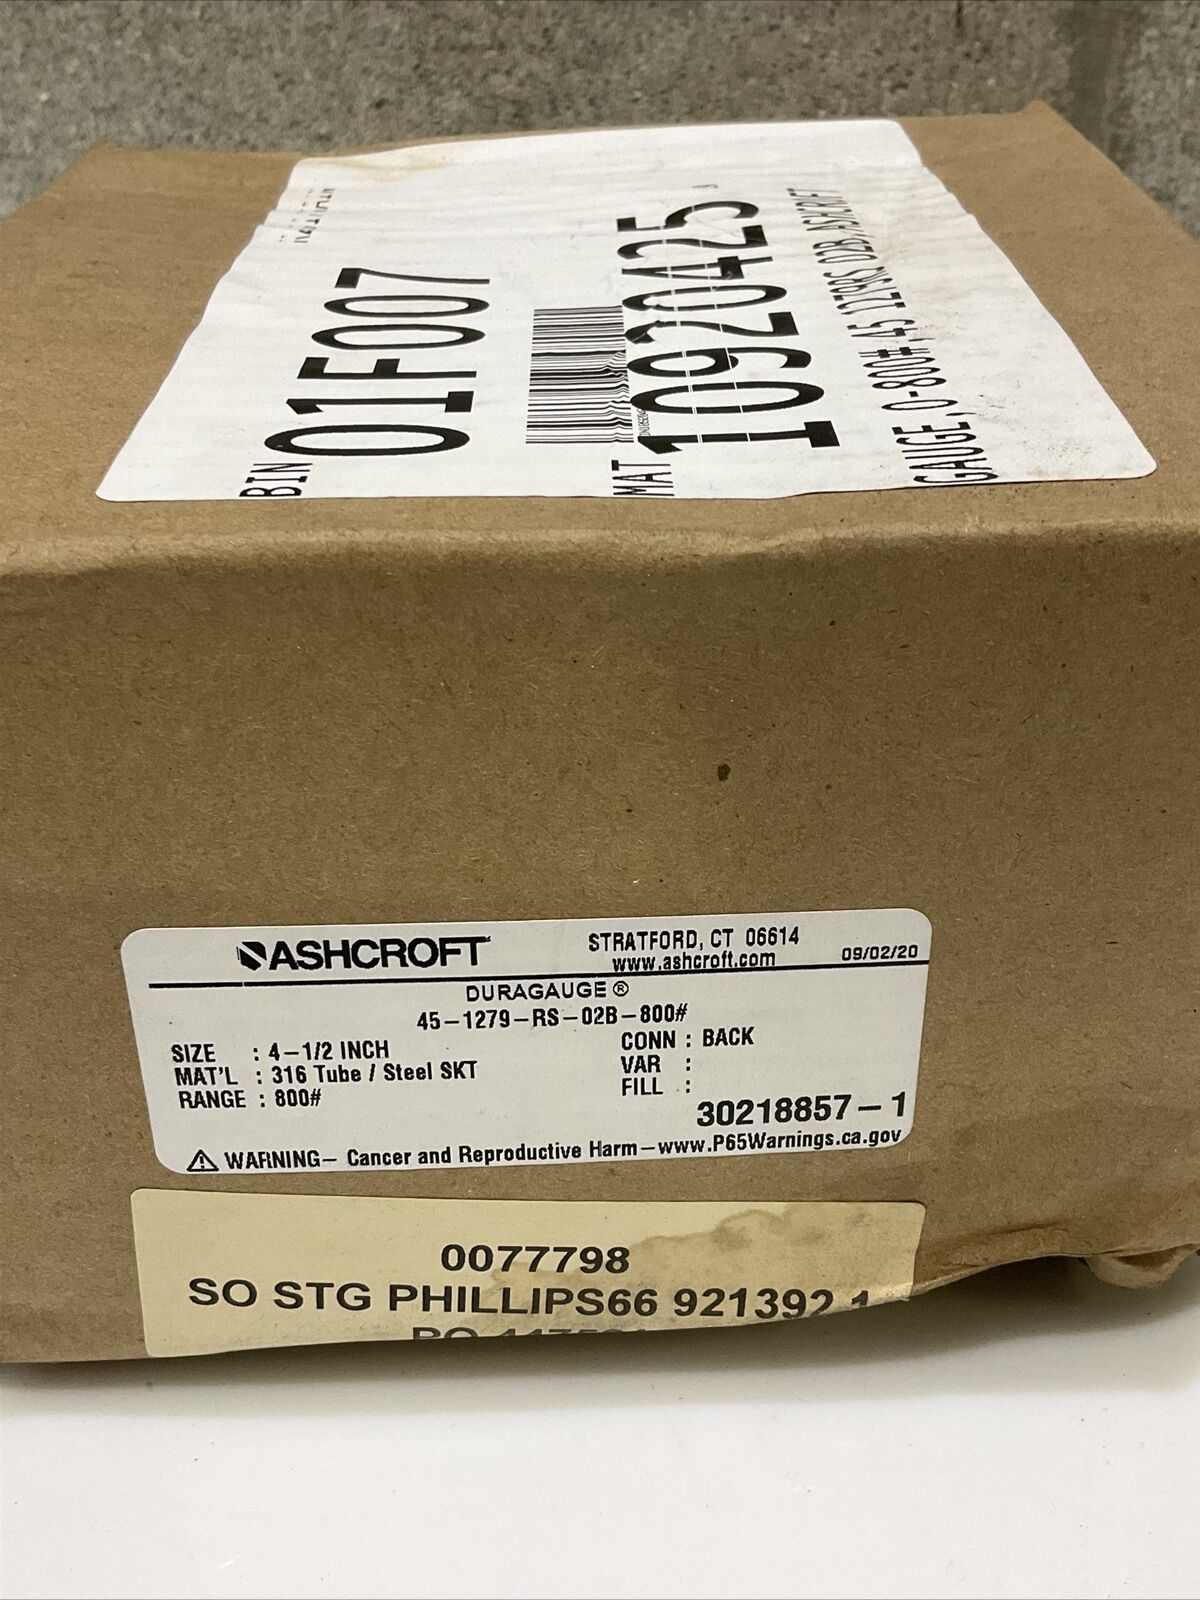 BIN 01F007
MAT 10920425
GAUGE,0-800#,45 1279RS 02B,ASHCROFT
ASHCROFT
STRATFORD, CT 06614
www.ashcroft.com
09/02/20
DURAGAUGE ®
45-1279-RS-02B-800#
SIZE : 4-1/2 INCH
MAT'L : 316 Tube / Steel SKT
RANGE : 800#
CONN : BACK
VAR :
FILL :
30218857-1
WARNING- Cancer and Reproductive Harm-www.P65Warnings.ca.gov
0077798
SO STG PHILLIPS66 921392 1
PO